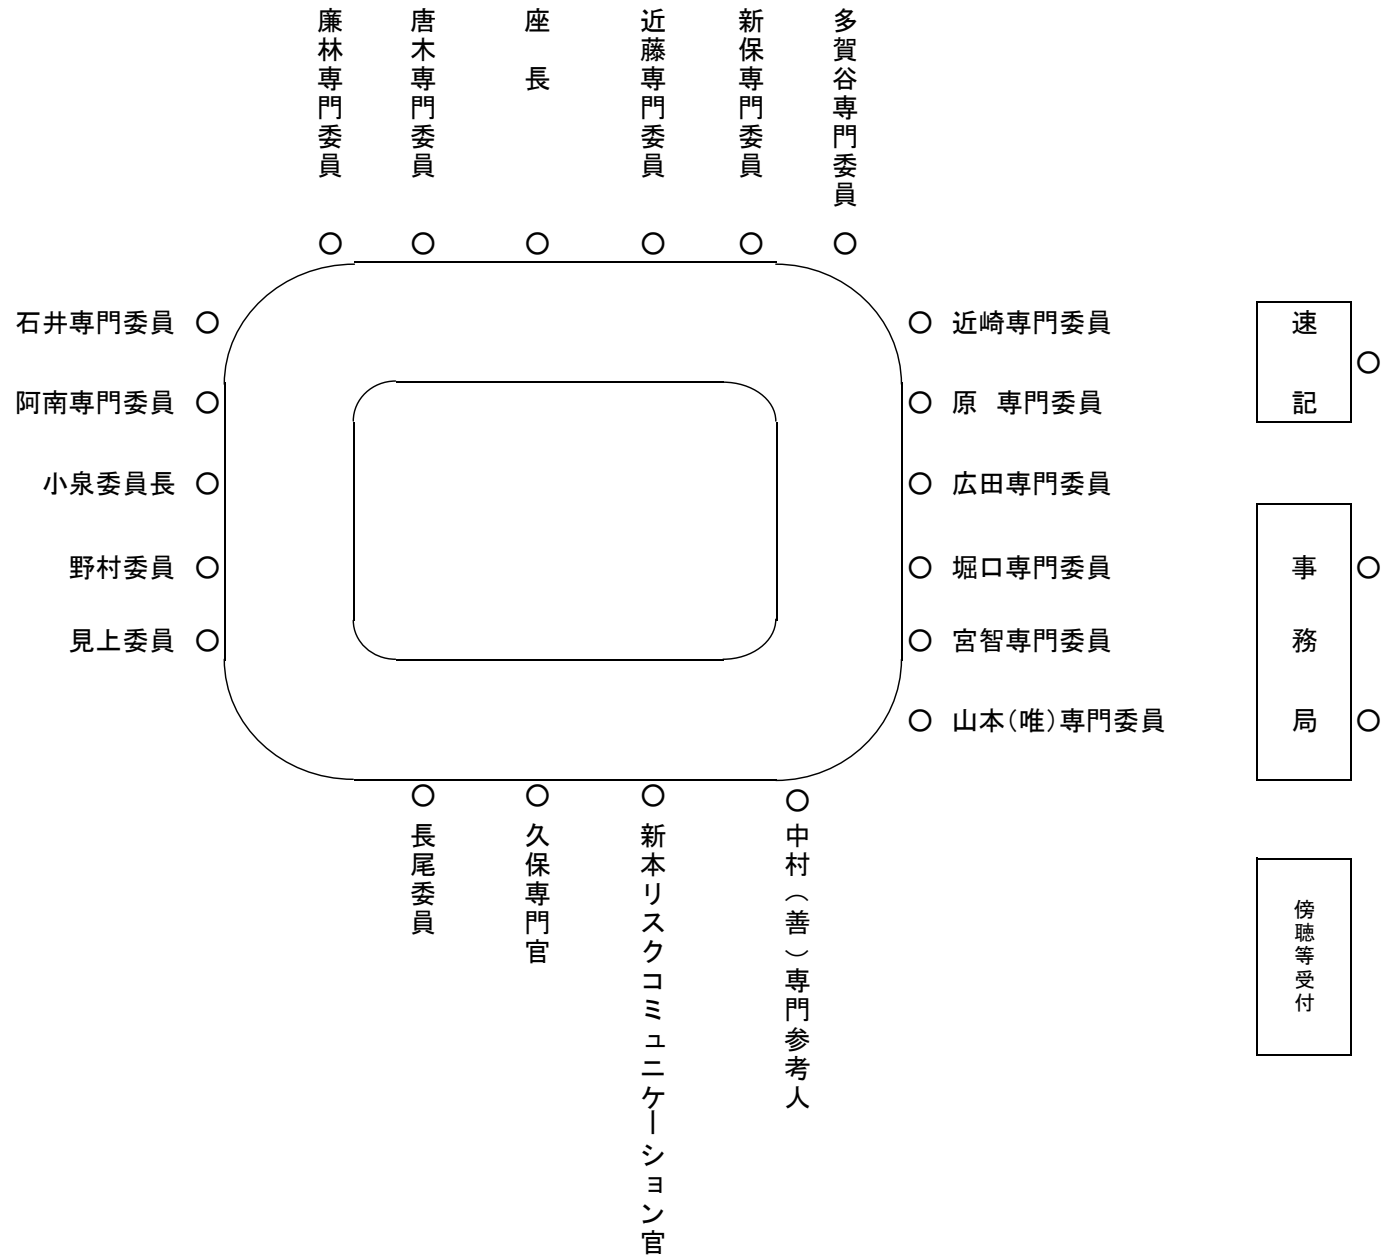 廉林専門委員
唐木専門委員
座　長
近藤専門委員
新保専門委員
多賀谷専門委員
石井専門委員
阿南専門委員
小泉委員長
野村委員
見上委員
近崎専門委員
原　専門委員
広田専門委員
堀口専門委員
宮智専門委員
山本（唯）専門委員
長尾委員
久保専門官
新本リスクコミュニケーション官
中村（善）専門参考人
速記
事務局
傍聴等受付